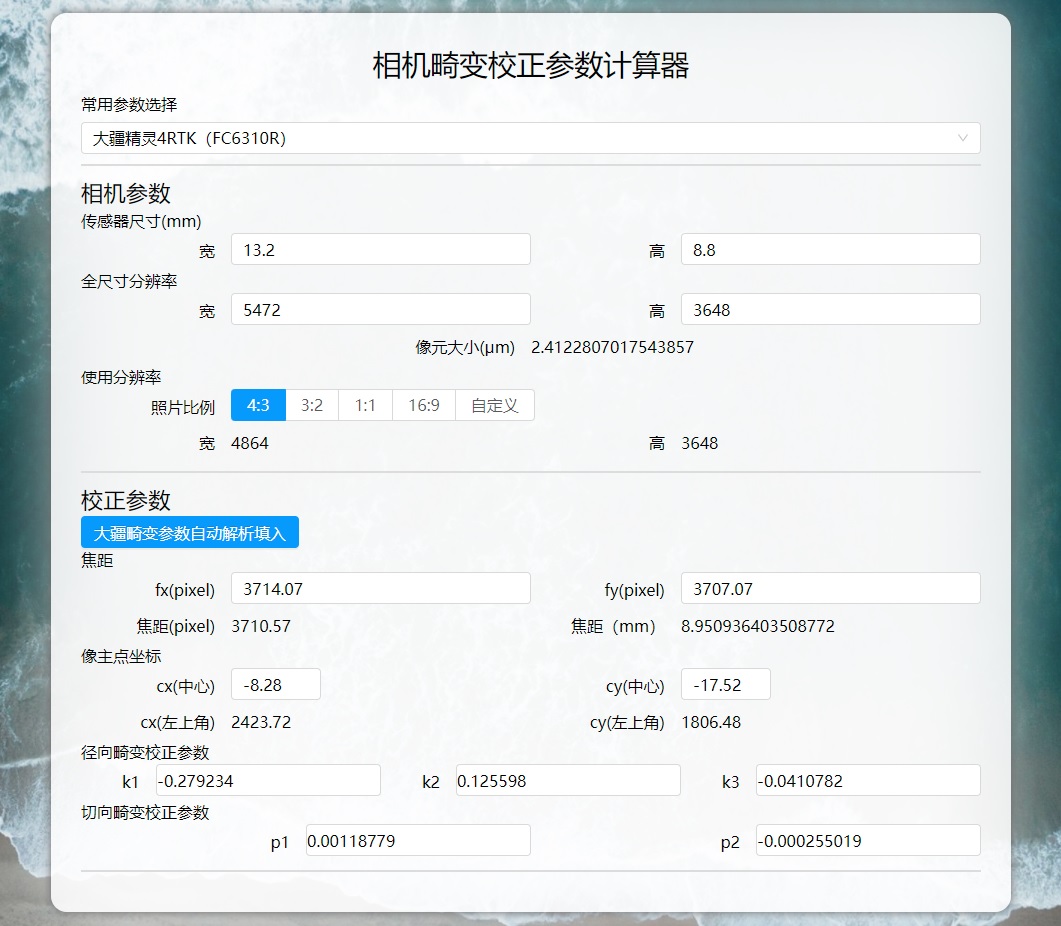 相机畸变校正参数计算器
常用参数选择
大疆精灵4RTK（FC6310R）
相机参数
传感器尺寸(mm)
宽 13.2 高 8.8
全尺寸分辨率
宽 5472 高 3648
像元大小(μm) 2.4122807017543857
使用分辨率
照片比例 4:3 3:2 1:1 16:9 自定义
宽 4864 高 3648
校正参数
大疆畸变参数自动解析填入
焦距
fx(pixel) 3714.07 fy(pixel) 3707.07
焦距(pixel) 3710.57 焦距（mm） 8.950936403508772
像主点坐标
cx(中心) -8.28 cy(中心) -17.52
cx(左上角) 2423.72 cy(左上角) 1806.48
径向畸变校正参数
k1 -0.279234 k2 0.125598 k3 -0.0410782
切向畸变校正参数
p1 0.00118779 p2 -0.000255019